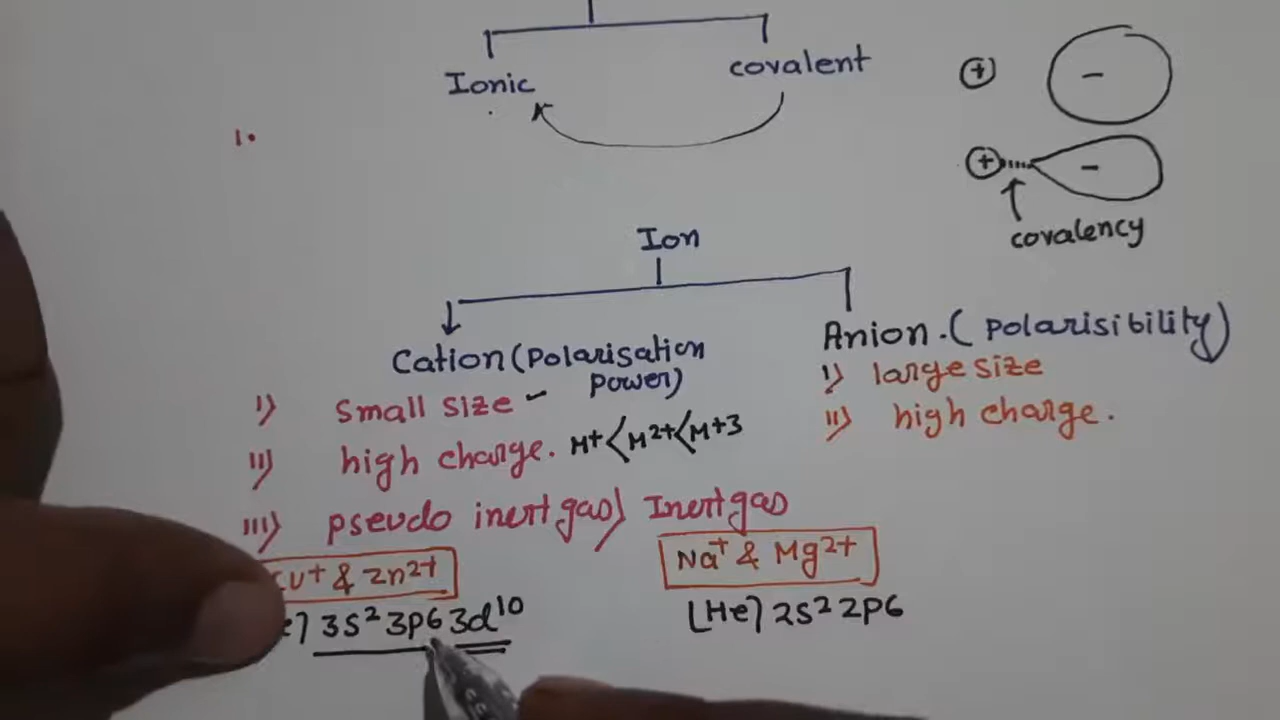 Ionic
covalent
+ -
1.
+ -
covalency
Ion
Cation (Polarisation power)
Anion. (Polarisibility)
i) small size
i) large size
ii) high charge. M+ < M2+ < M+3
ii) high charge.
iii) pseudo inert gas) Inert gas
& Zn2+
Na+ & Mg2+
) 3s2 3p6 3d10
[He] 2s2 2p6